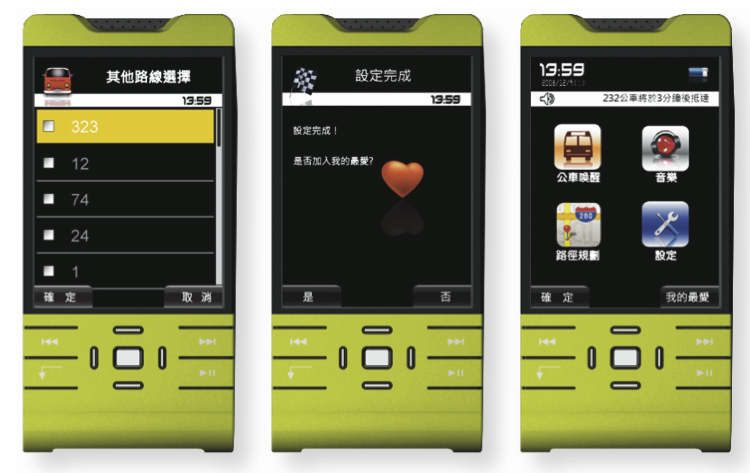 其他路線選擇
13:59
323
12
74
24
1
確 定
取 消
設定完成
13:59
設定完成！
是否加入我的最愛?
是
否
13:59
232公車將於3分鐘後抵達
公車喚醒
音樂
280
路徑規劃
設定
確 定
我的最愛